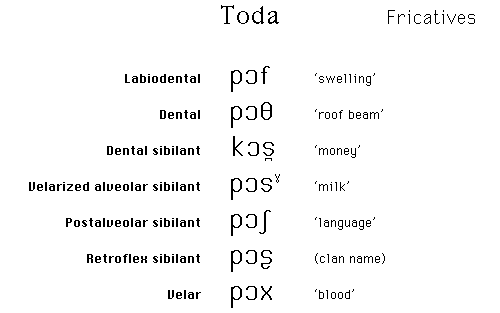 Toda Fricatives
Labiodental pɔf ‘swelling’
Dental pɔθ ‘roof beam’
Dental sibilant kɔs̪ ‘money’
Velarized alveolar sibilant pɔsˠ ‘milk’
Postalveolar sibilant pɔʃ ‘language’
Retroflex sibilant pɔʂ (clan name)
Velar pɔx ‘blood’